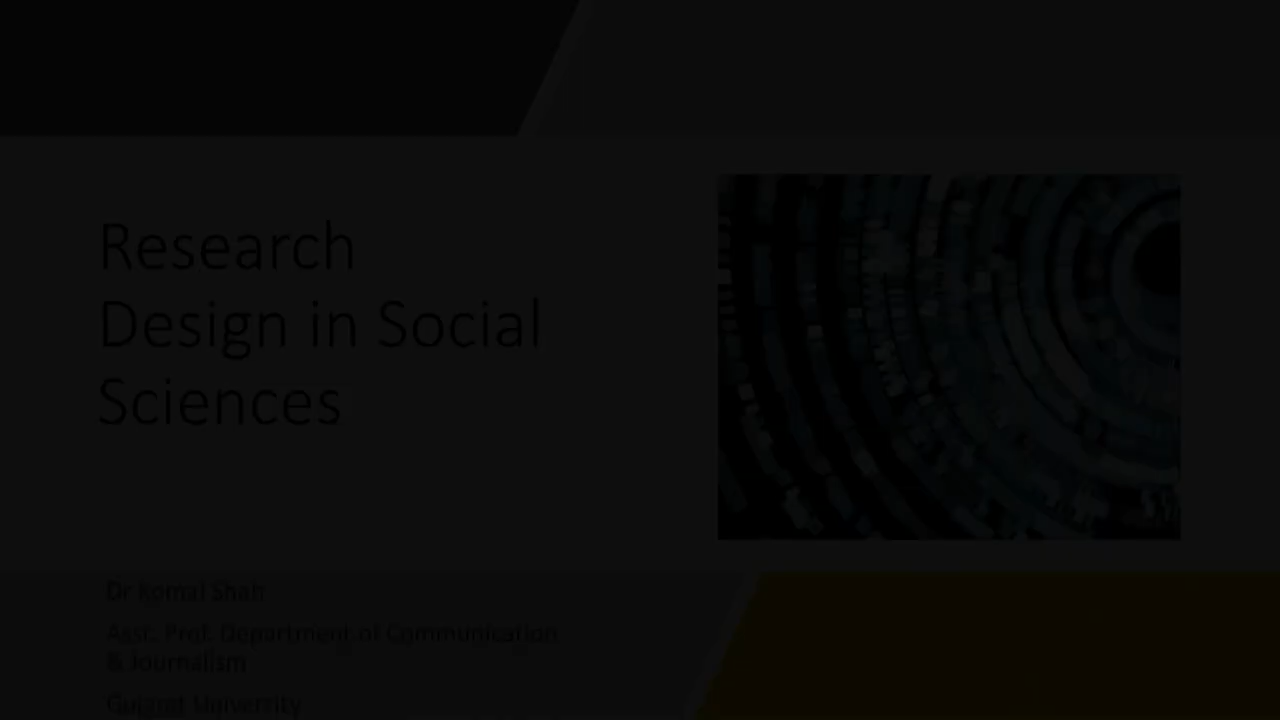 Research
Design in Social
Sciences
Dr Komal Shah
Asst. Prof. Department of Communication
& Journalism
Gujarat University